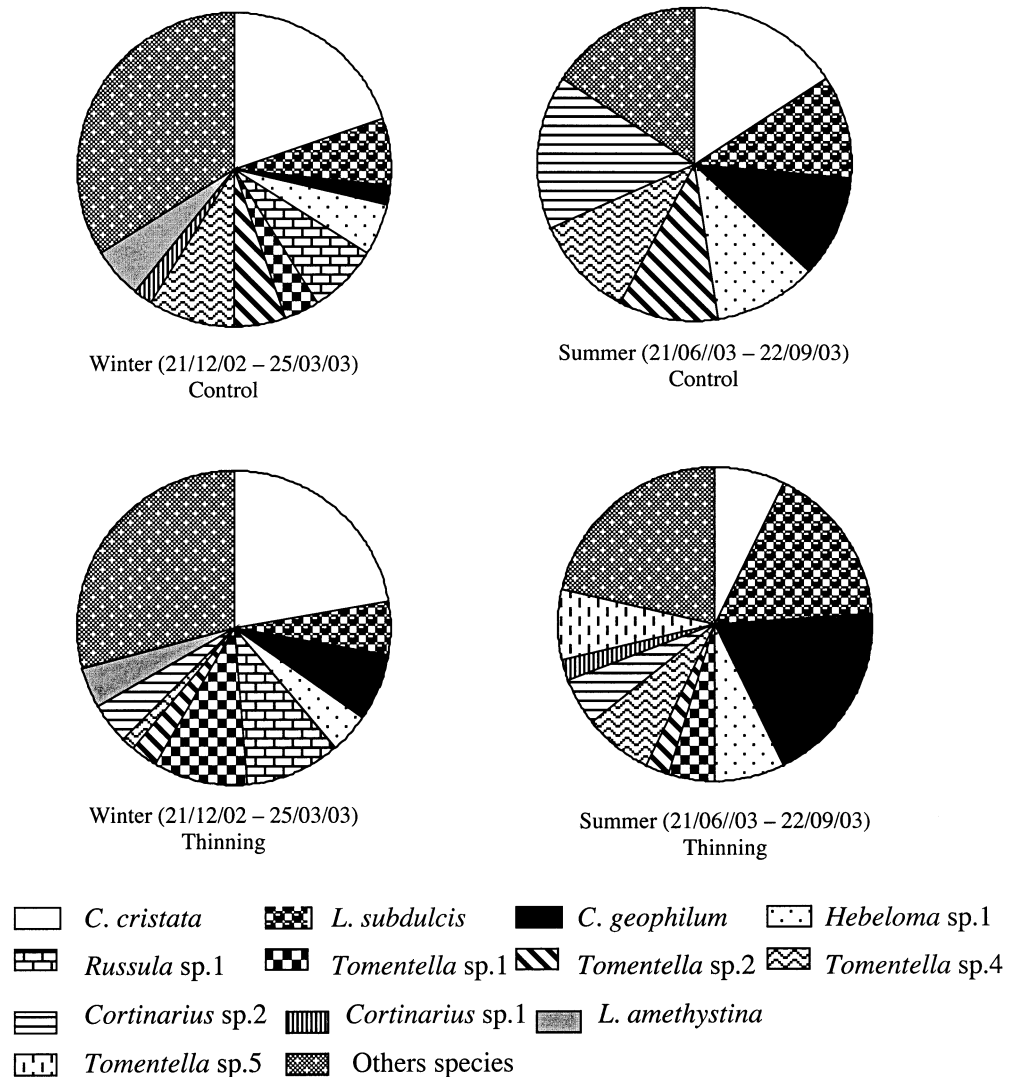 Winter (21/12/02 – 25/03/03)
Control
Summer (21/06//03 – 22/09/03)
Control
Winter (21/12/02 – 25/03/03)
Thinning
Summer (21/06//03 – 22/09/03)
Thinning
C. cristata L. subdulcis C. geophilum Hebeloma sp.1
Russula sp.1 Tomentella sp.1 Tomentella sp.2 Tomentella sp.4
Cortinarius sp.2 Cortinarius sp.1 L. amethystina
Tomentella sp.5 Others species